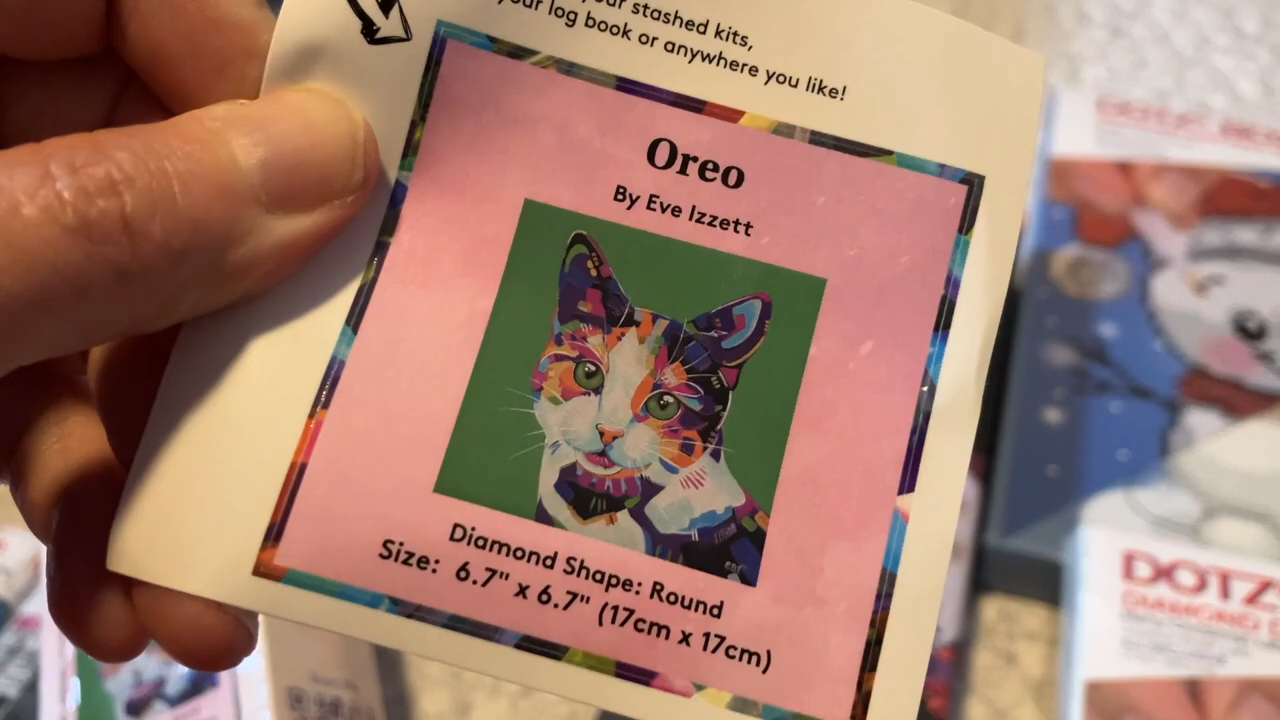 your stashed kits,
your log book or anywhere you like!
Oreo
By Eve Izzett
Diamond Shape: Round
Size: 6.7" x 6.7" (17cm x 17cm)
DOTZ
DIAMOND